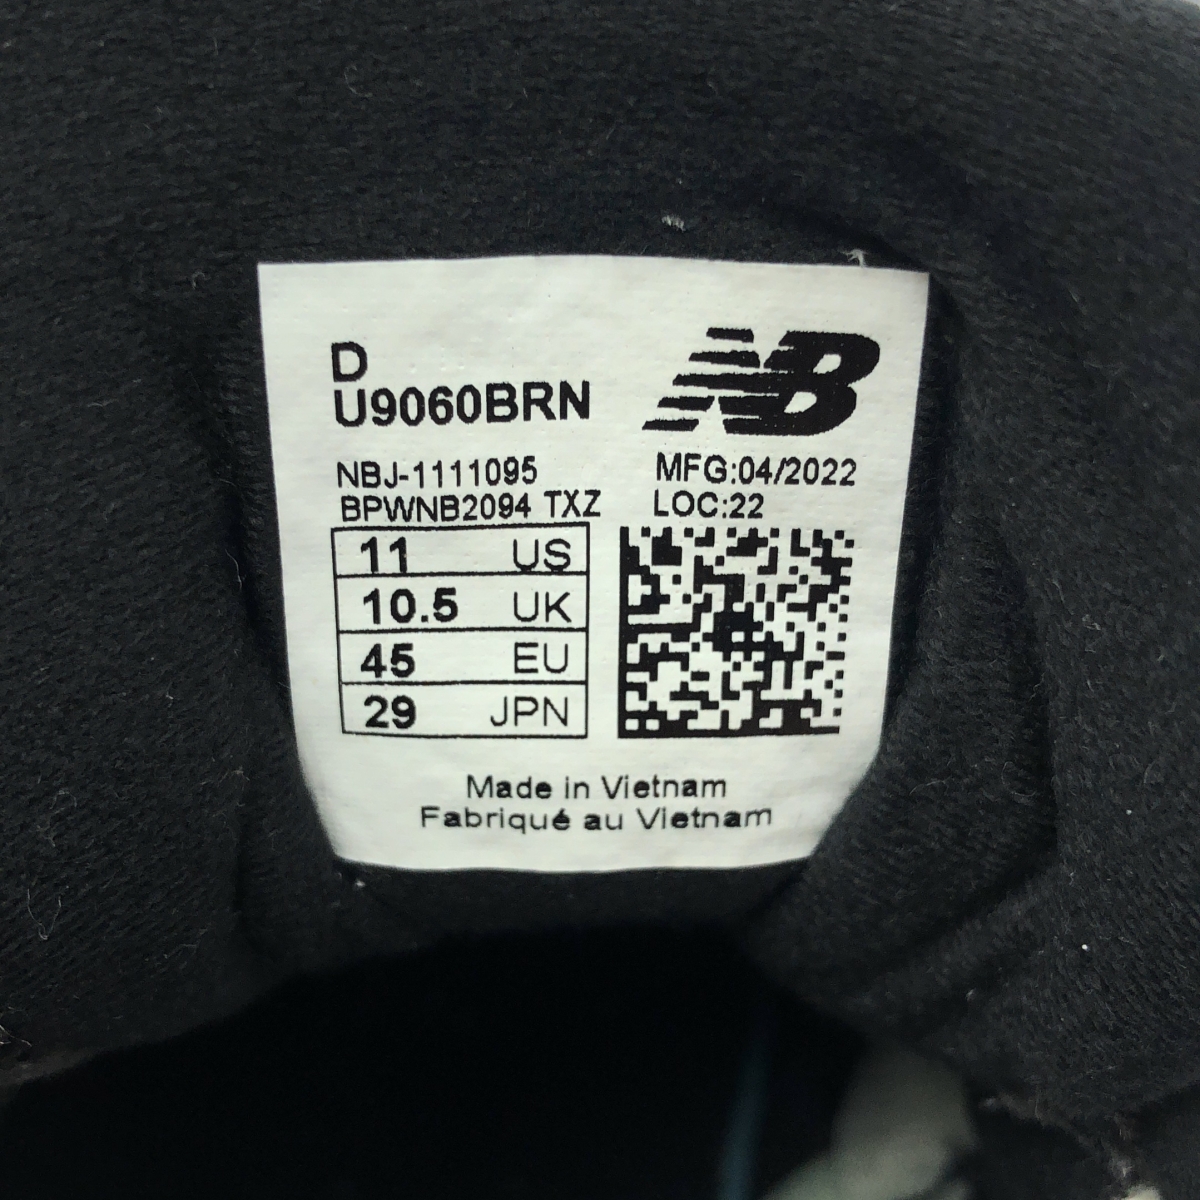 D
U9060BRN
NB
NBJ-1111095
MFG:04/2022
BPWNB2094 TXZ
LOC:22
11 US
10.5 UK
45 EU
29 JPN
Made in Vietnam
Fabriqué au Vietnam